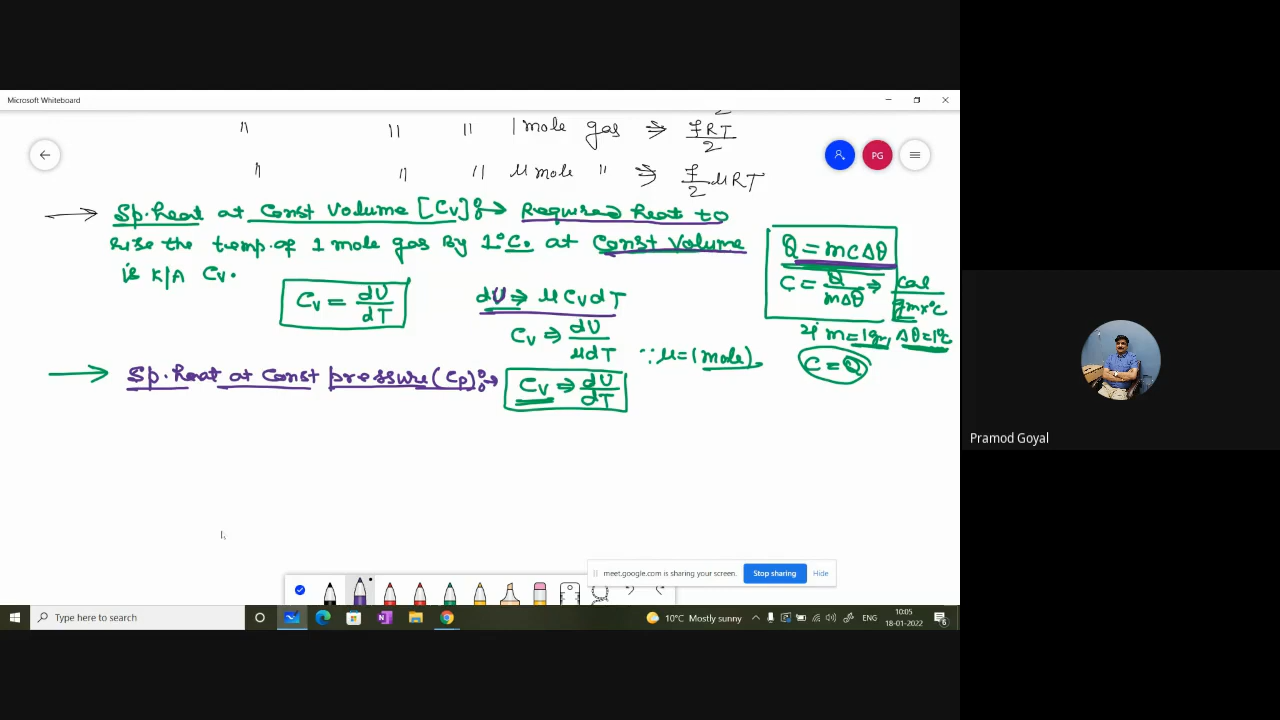 Microsoft Whiteboard
" " " 1 mole gas ⇒ fRT/2
" " " μ mole " ⇒ f/2 μRT
PG
→ Sp. Heat at Const Volume [Cv]:→ Required heat to
rise the temp. of 1 mole gas by 1°C. at Const Volume
is K/A Cv.
Cv = dU/dT
dU ⇒ μCvdT
Cv ⇒ dU/μdT
∵ μ = 1 mole.
Cv ⇒ dU/dT
Q = mCΔθ
C = Q/mΔθ → Cal/gm×°C
if m = 1gr, Δθ = 1°C
C = Q
→ Sp. heat at Const pressure (Cp):→
Pramod Goyal
meet.google.com is sharing your screen.
Stop sharing
Hide
Type here to search
10°C Mostly sunny
ENG
10:05
18-01-2022
6